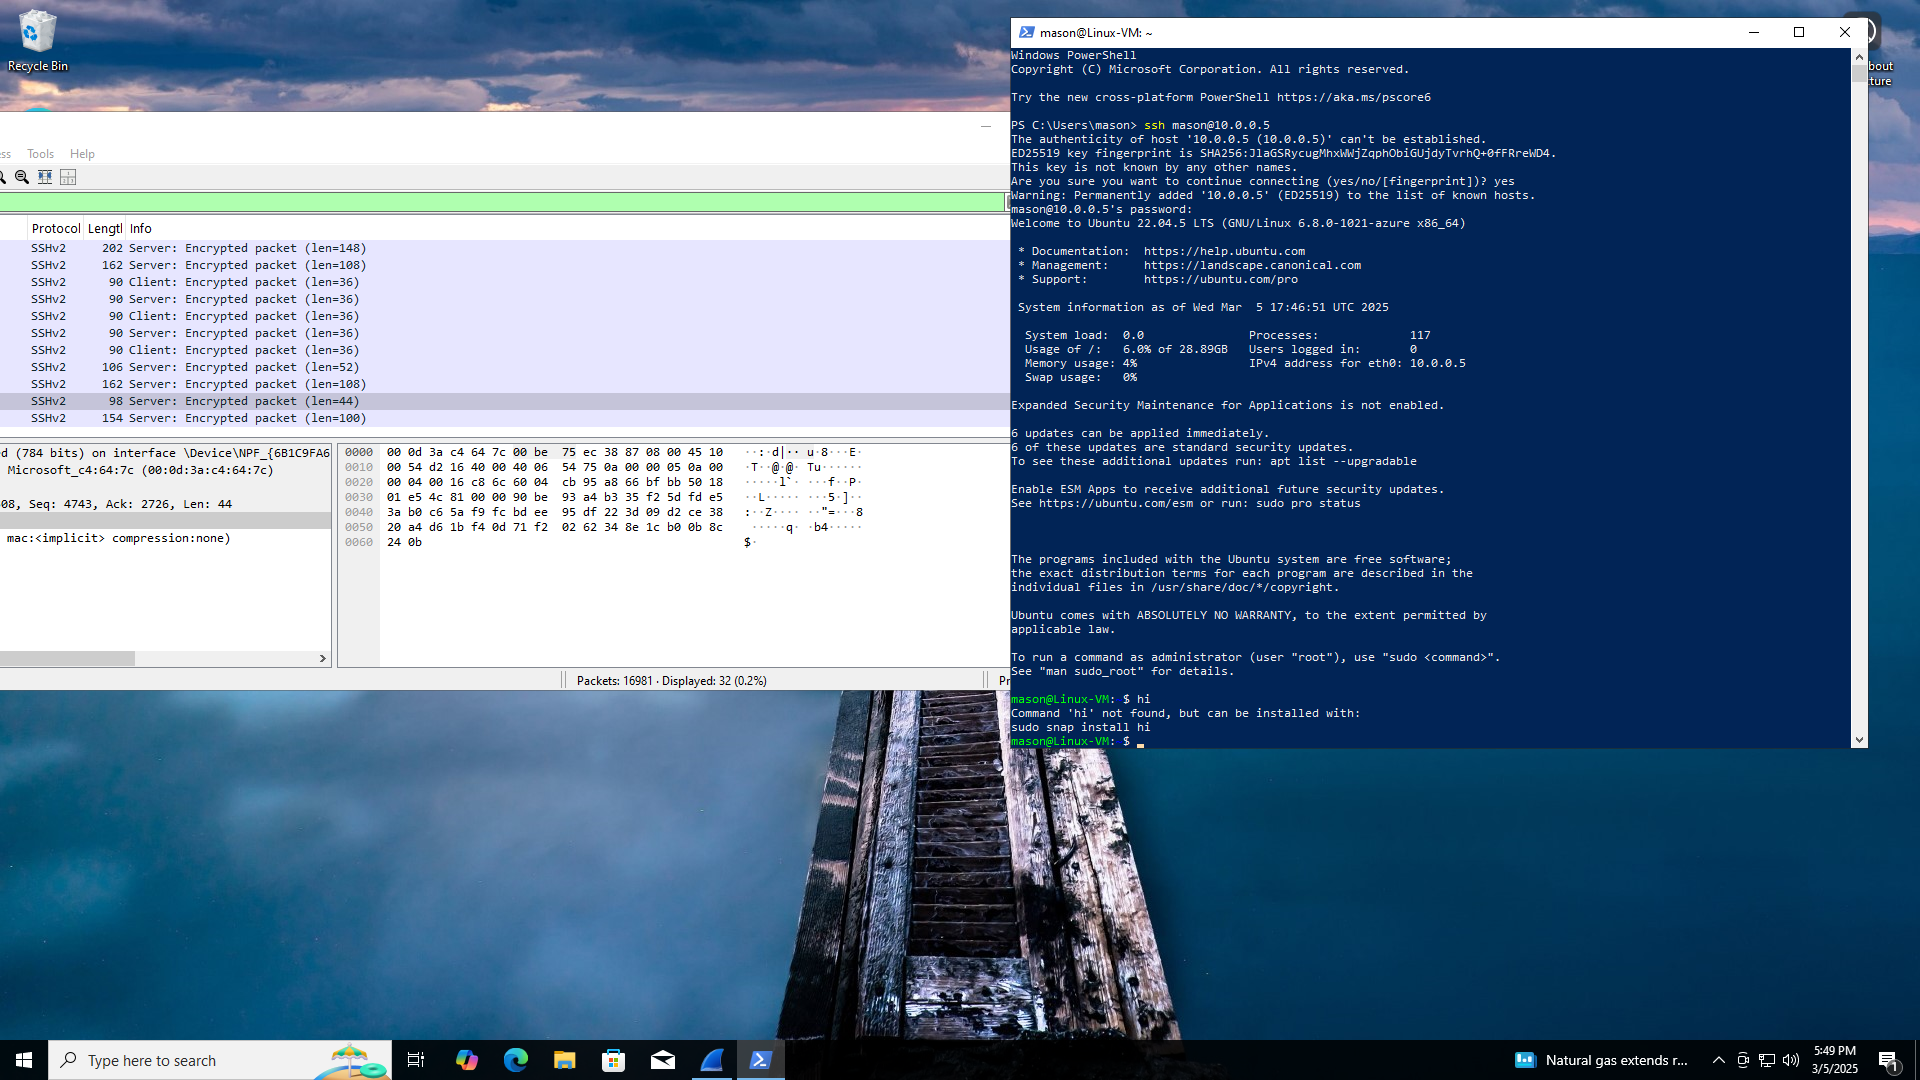 Recycle Bin
ess Tools Help
Protocol Lengtl Info
SSHv2 202 Server: Encrypted packet (len=148)
SSHv2 162 Server: Encrypted packet (len=108)
SSHv2 90 Client: Encrypted packet (len=36)
SSHv2 90 Server: Encrypted packet (len=36)
SSHv2 90 Client: Encrypted packet (len=36)
SSHv2 90 Server: Encrypted packet (len=36)
SSHv2 90 Client: Encrypted packet (len=36)
SSHv2 106 Server: Encrypted packet (len=52)
SSHv2 162 Server: Encrypted packet (len=108)
SSHv2 98 Server: Encrypted packet (len=44)
SSHv2 154 Server: Encrypted packet (len=100)
ed (784 bits) on interface \Device\NPF_{6B1C9FA6
Microsoft_c4:64:7c (00:0d:3a:c4:64:7c)
08, Seq: 4743, Ack: 2726, Len: 44
mac:<implicit> compression:none)
0000 00 0d 3a c4 64 7c 00 be 75 ec 38 87 08 00 45 10 ··:·d|·· u·8···E·
0010 00 54 d2 16 40 00 40 06 54 75 0a 00 00 05 0a 00 ·T··@·@· Tu······
0020 00 04 00 16 c8 6c 60 04 cb 95 a8 66 bf bb 50 18 ·····l`· ···f··P·
0030 01 e5 4c 81 00 00 90 be 93 a4 b3 35 f2 5d fd e5 ··L····· ···5·]··
0040 3a b0 c6 5a f9 fc bd ee 95 df 22 3d 09 d2 ce 38 :··Z···· ··"=···8
0050 20 a4 d6 1b f4 0d 71 f2 02 62 34 8e 1c b0 0b 8c ·····q· ·b4·····
0060 24 0b $·
Packets: 16981 · Displayed: 32 (0.2%)
Pr
mason@Linux-VM: ~
Windows PowerShell
Copyright (C) Microsoft Corporation. All rights reserved.
Try the new cross-platform PowerShell https://aka.ms/pscore6
PS C:\Users\mason> ssh mason@10.0.0.5
The authenticity of host '10.0.0.5 (10.0.0.5)' can't be established.
ED25519 key fingerprint is SHA256:JlaGSRycugMhxWWjZqphObiGUjdyTvrhQ+0fFRreWD4.
This key is not known by any other names.
Are you sure you want to continue connecting (yes/no/[fingerprint])? yes
Warning: Permanently added '10.0.0.5' (ED25519) to the list of known hosts.
mason@10.0.0.5's password:
Welcome to Ubuntu 22.04.5 LTS (GNU/Linux 6.8.0-1021-azure x86_64)
* Documentation: https://help.ubuntu.com
* Management: https://landscape.canonical.com
* Support: https://ubuntu.com/pro
System information as of Wed Mar 5 17:46:51 UTC 2025
System load: 0.0 Processes: 117
Usage of /: 6.0% of 28.89GB Users logged in: 0
Memory usage: 4% IPv4 address for eth0: 10.0.0.5
Swap usage: 0%
Expanded Security Maintenance for Applications is not enabled.
6 updates can be applied immediately.
6 of these updates are standard security updates.
To see these additional updates run: apt list --upgradable
Enable ESM Apps to receive additional future security updates.
See https://ubuntu.com/esm or run: sudo pro status
The programs included with the Ubuntu system are free software;
the exact distribution terms for each program are described in the
individual files in /usr/share/doc/*/copyright.
Ubuntu comes with ABSOLUTELY NO WARRANTY, to the extent permitted by
applicable law.
To run a command as administrator (user "root"), use "sudo <command>".
See "man sudo_root" for details.
mason@Linux-VM: $ hi
Command 'hi' not found, but can be installed with:
sudo snap install hi
mason@Linux-VM: $
bout
ture
Type here to search
Natural gas extends r...
5:49 PM
3/5/2025
1